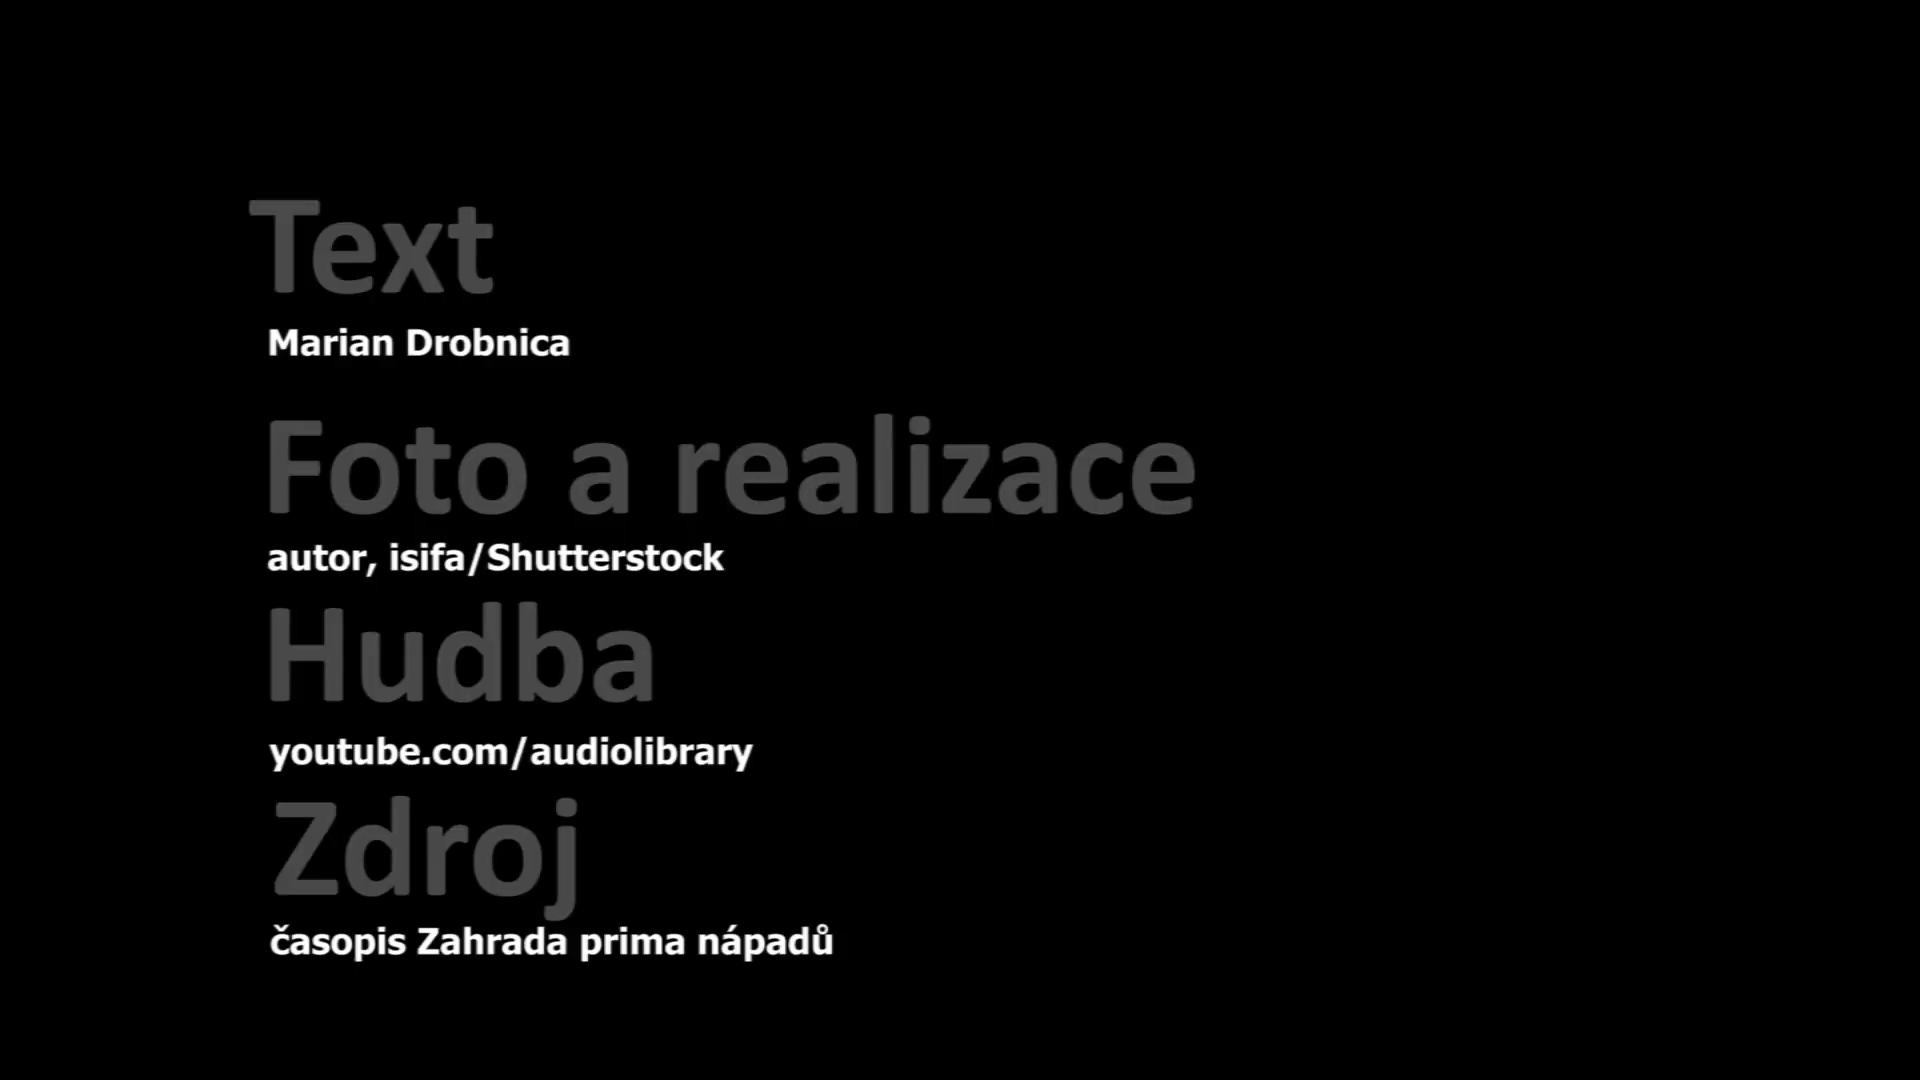 Text
Marian Drobnica
Foto a realizace
autor, isifa/Shutterstock
Hudba
youtube.com/audiolibrary
Zdroj
časopis Zahrada prima nápadů